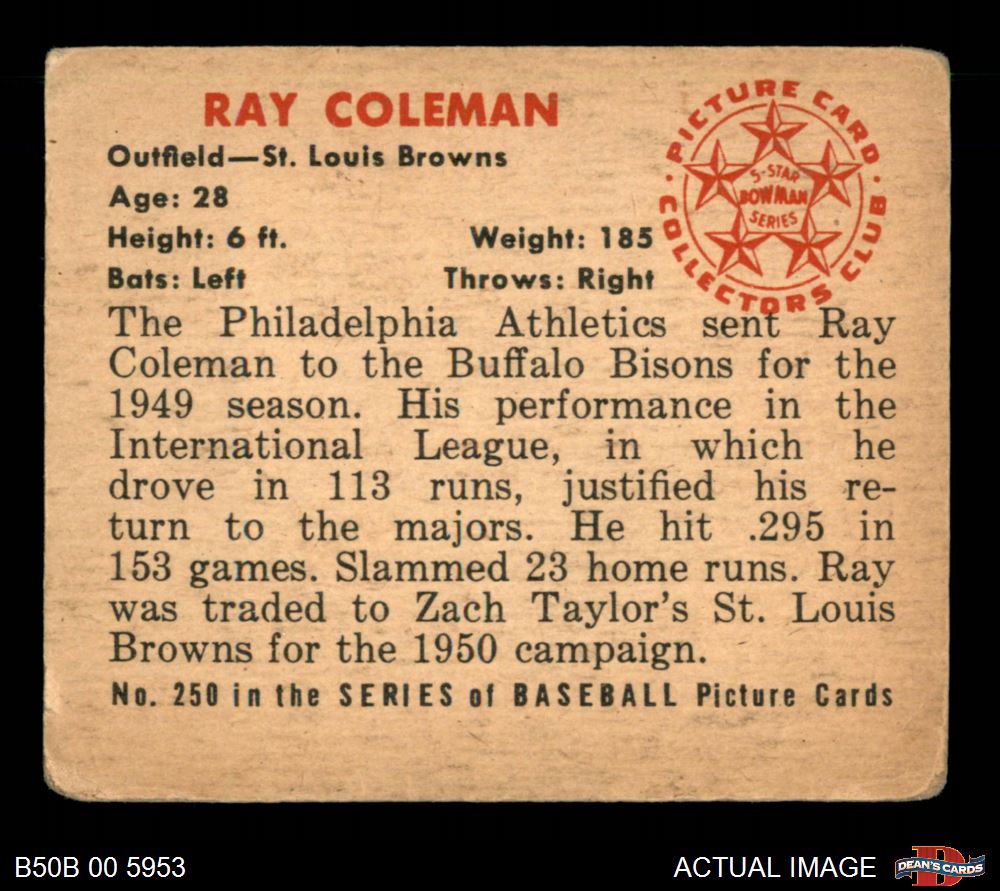 RAY COLEMAN
Outfield—St. Louis Browns
Age: 28
Height: 6 ft. Weight: 185
Bats: Left Throws: Right
PICTURE CARD
COLLECTORS CLUB
5-STAR
BOWMAN
SERIES
The Philadelphia Athletics sent Ray
Coleman to the Buffalo Bisons for the
1949 season. His performance in the
International League, in which he
drove in 113 runs, justified his re-
turn to the majors. He hit .295 in
153 games. Slammed 23 home runs. Ray
was traded to Zach Taylor's St. Louis
Browns for the 1950 campaign.
No. 250 in the SERIES of BASEBALL Picture Cards
B50B 00 5953
ACTUAL IMAGE
DEAN'S CARDS